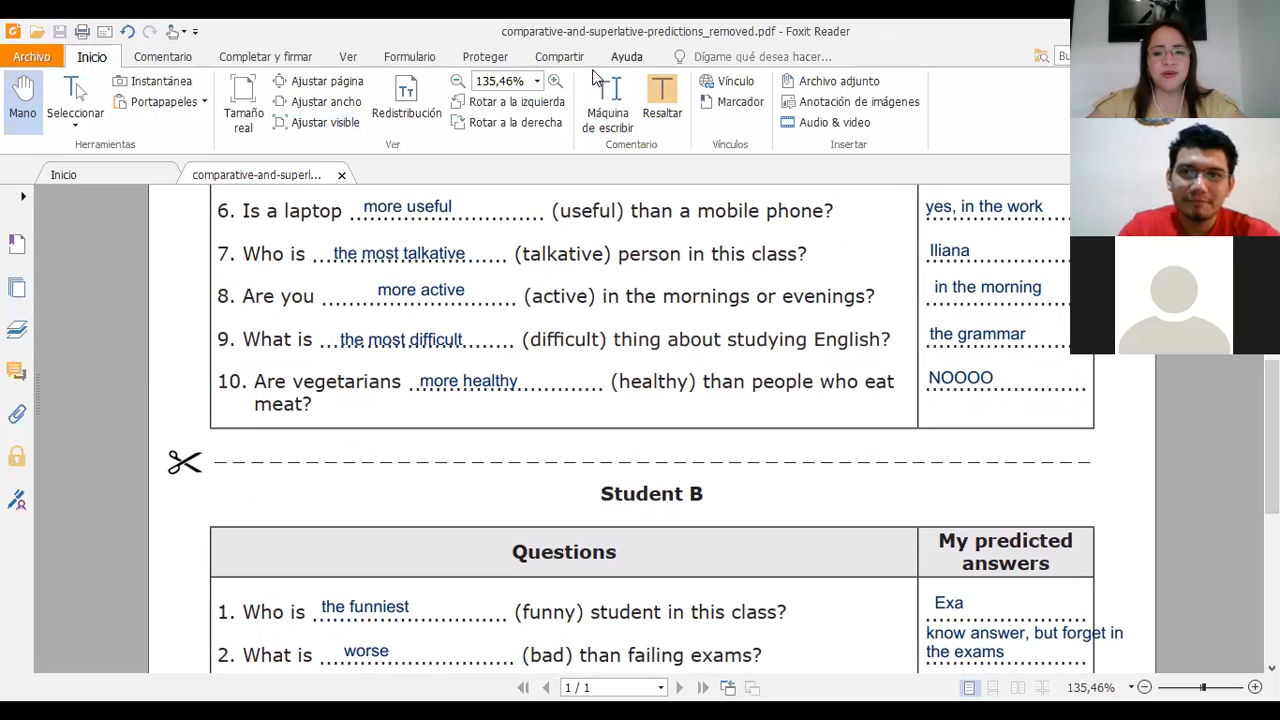 comparative-and-superlative-predictions_removed.pdf - Foxit Reader
Archivo Inicio Comentario Completar y firmar Ver Formulario Proteger Compartir Ayuda Dígame qué desea hacer...
Mano
Seleccionar
Instantánea
Portapapeles
Herramientas
Tamaño real
Ajustar página
Ajustar ancho
Ajustar visible
Redistribución
135,46%
Rotar a la izquierda
Rotar a la derecha
Ver
Máquina de escribir
Resaltar
Comentario
Vínculo
Marcador
Vínculos
Archivo adjunto
Anotación de imágenes
Audio & video
Insertar
Inicio comparative-and-superl...
6. Is a laptop more useful (useful) than a mobile phone? yes, in the work
7. Who is the most talkative (talkative) person in this class? Iliana
8. Are you more active (active) in the mornings or evenings? in the morning
9. What is the most difficult (difficult) thing about studying English? the grammar
10. Are vegetarians more healthy (healthy) than people who eat NOOOO
meat?
Student B
Questions My predicted answers
1. Who is the funniest (funny) student in this class? Exa
2. What is worse (bad) than failing exams? know answer, but forget in
the exams
1 / 1 135,46%